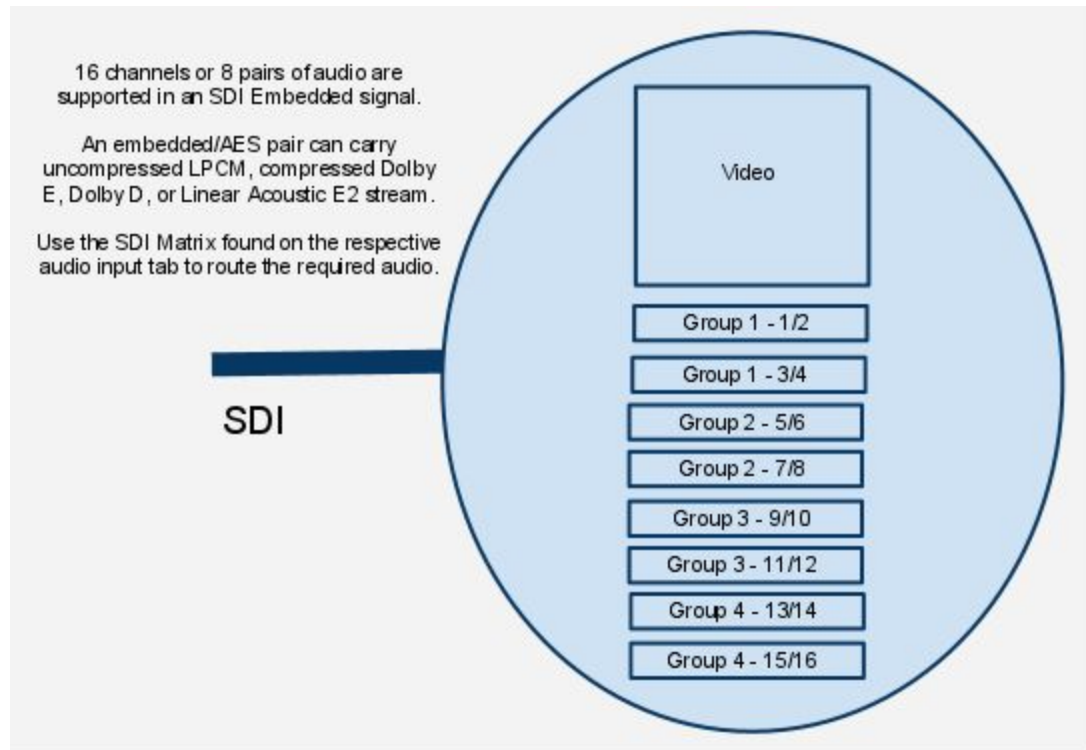 16 channels or 8 pairs of audio are
supported in an SDI Embedded signal.
An embedded/AES pair can carry
uncompressed LPCM, compressed Dolby
E, Dolby D, or Linear Acoustic E2 stream.
Use the SDI Matrix found on the respective
audio input tab to route the required audio.
SDI
Video
Group 1 - 1/2
Group 1 - 3/4
Group 2 - 5/6
Group 2 - 7/8
Group 3 - 9/10
Group 3 - 11/12
Group 4 - 13/14
Group 4 - 15/16